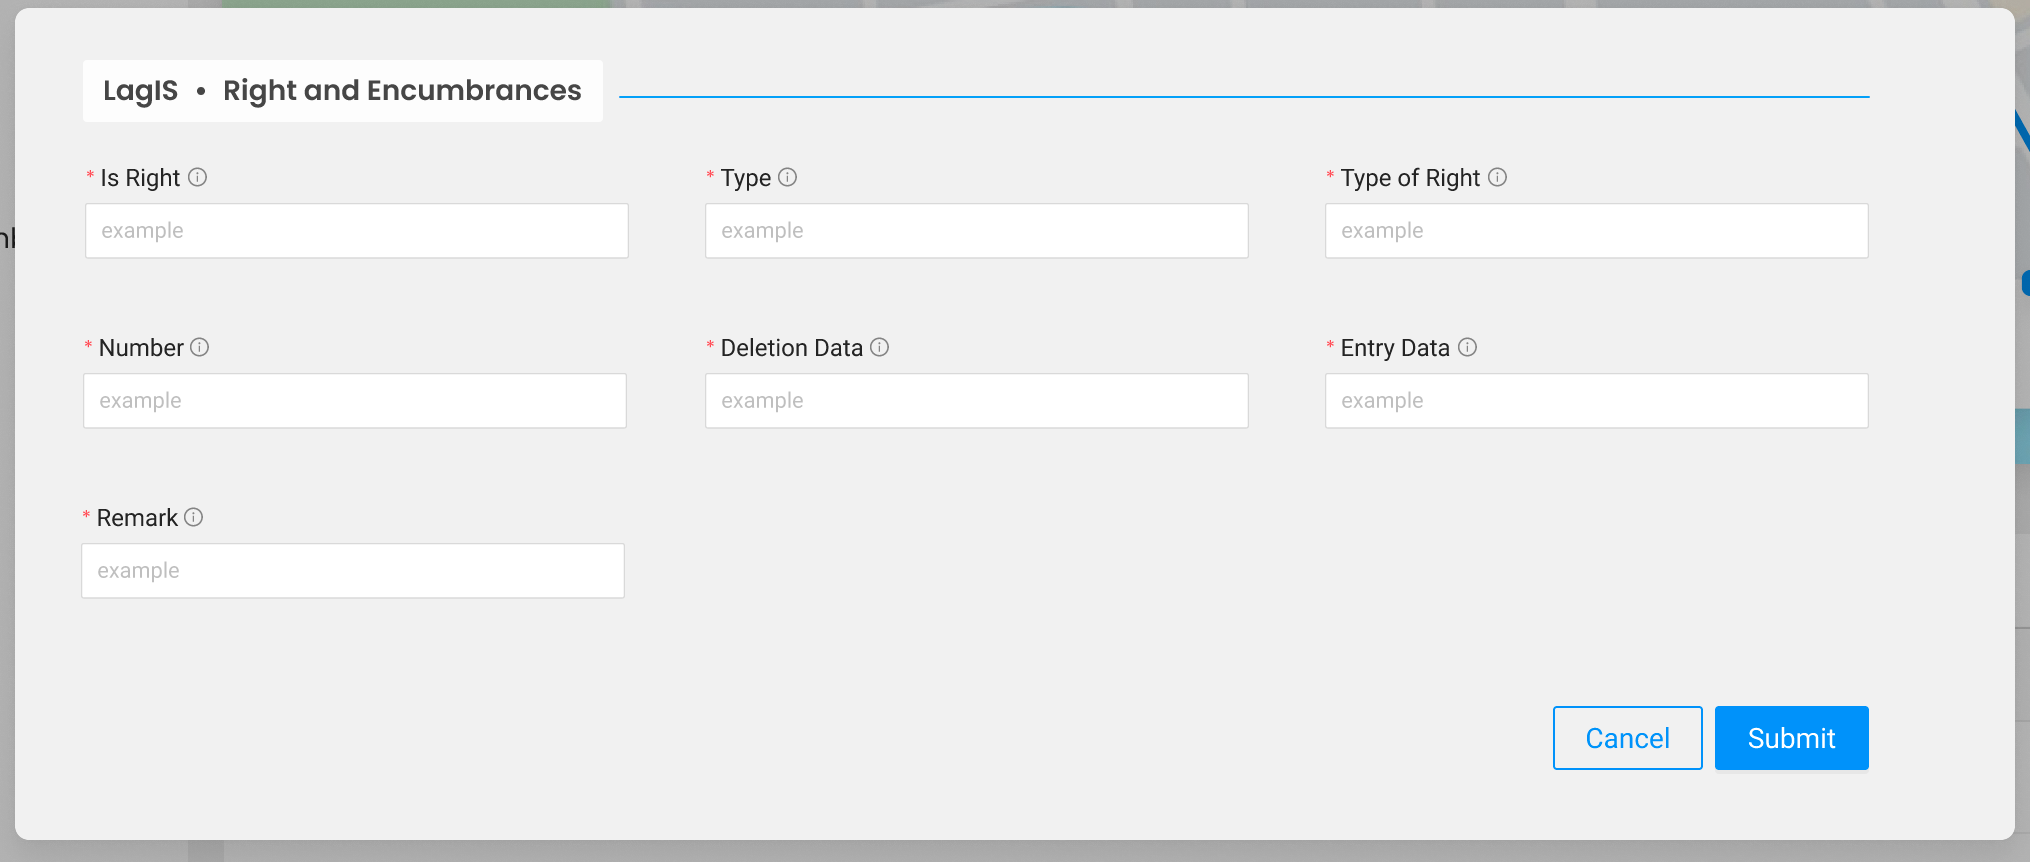 LagIS • Right and Encumbrances
* Is Right
* Type
* Type of Right
example
example
example
* Number
* Deletion Data
* Entry Data
example
example
example
* Remark
example
Cancel
Submit